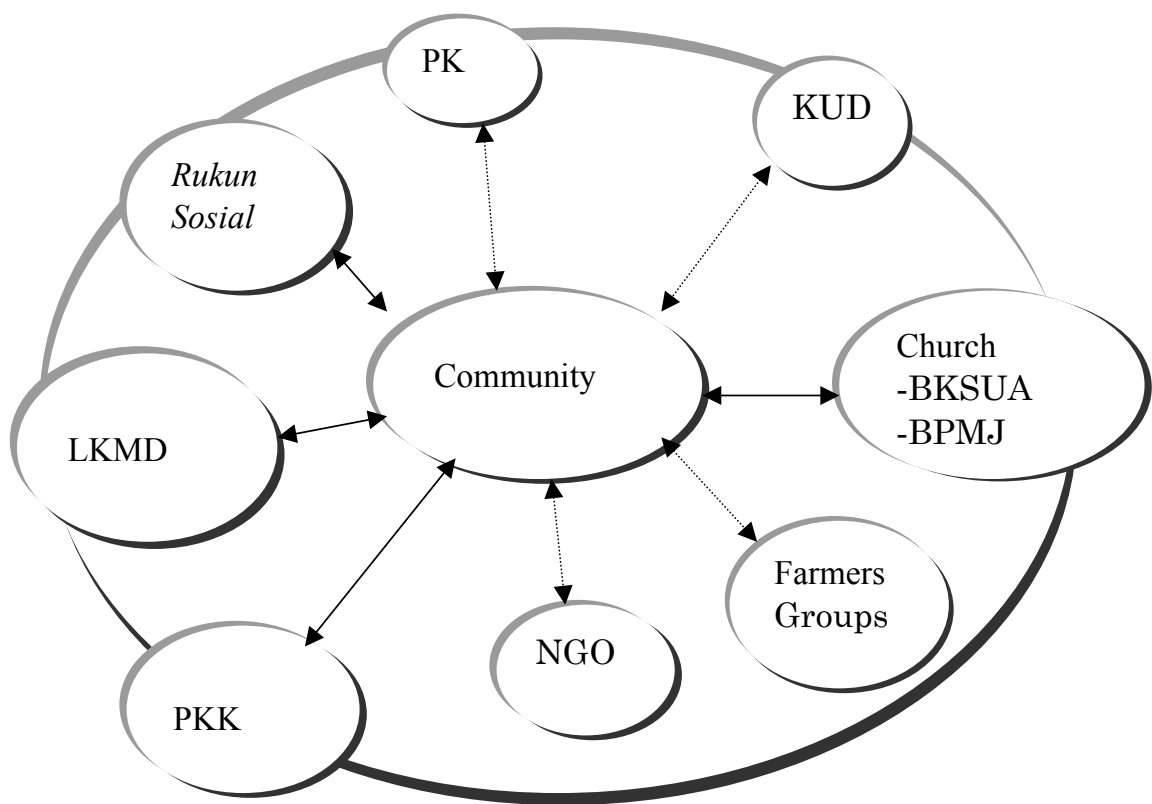 PK
KUD
Rukun
Sosial
Community
Church
-BKSUA
-BPMJ
LKMD
Farmers
Groups
NGO
PKK